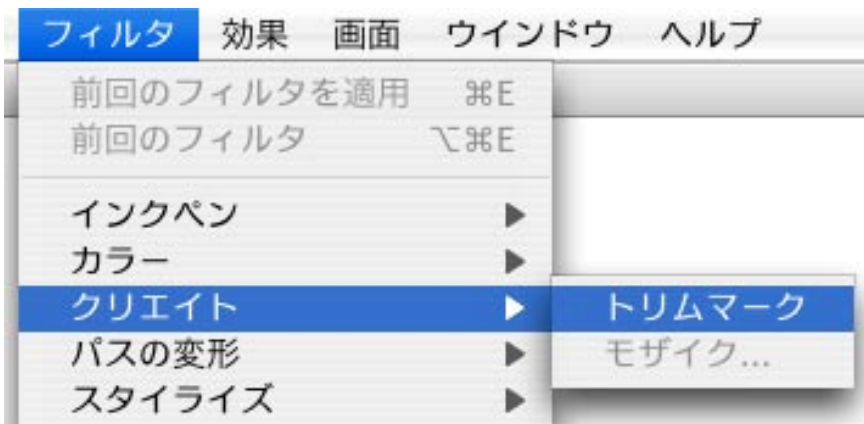 フィルタ 効果 画面 ウインドウ ヘルプ
前回のフィルタを適用 ⌘E
前回のフィルタ ⌥⌘E
インクペン
カラー
クリエイト トリムマーク
パスの変形 モザイク...
スタイライズ